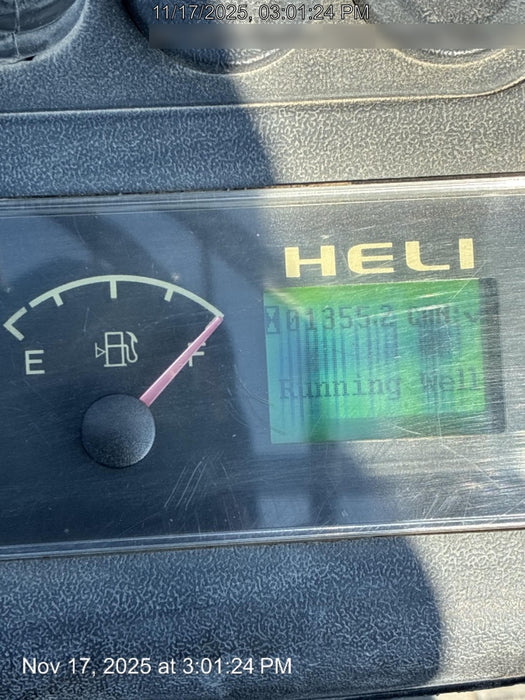 11/17/2025, 03:01:24 PM
HELI
01355.2
E
F
Running Well
Nov 17, 2025 at 3:01:24 PM